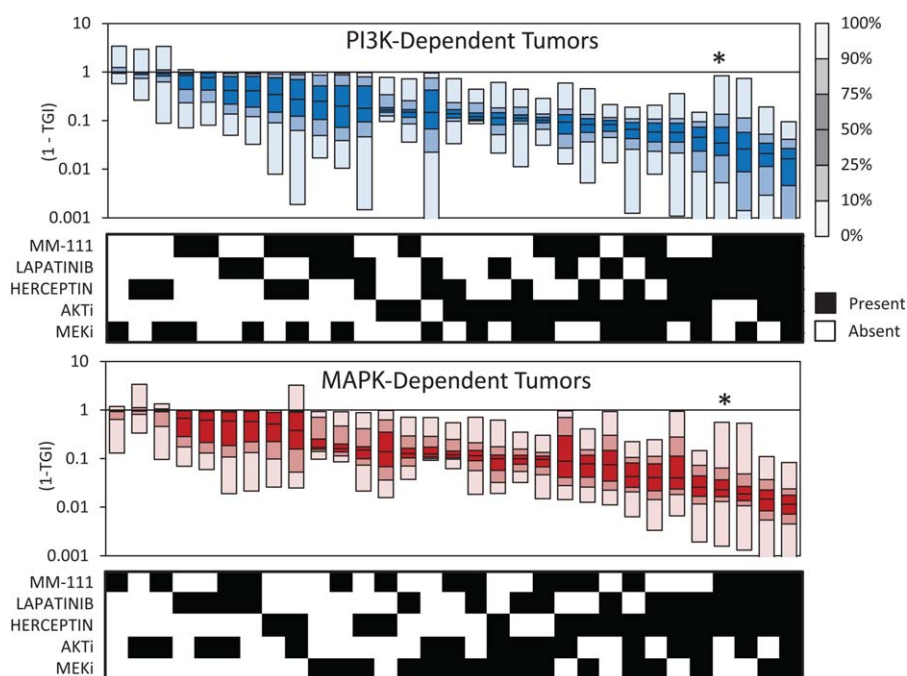 PI3K-Dependent Tumors
*
(1 - TGI)
10
1
0.1
0.01
0.001
100%
90%
75%
50%
25%
10%
0%
MM-111
LAPATINIB
HERCEPTIN
AKTi
MEKi
Present
Absent
MAPK-Dependent Tumors
*
(1-TGI)
10
1
0.1
0.01
0.001
MM-111
LAPATINIB
HERCEPTIN
AKTi
MEKi